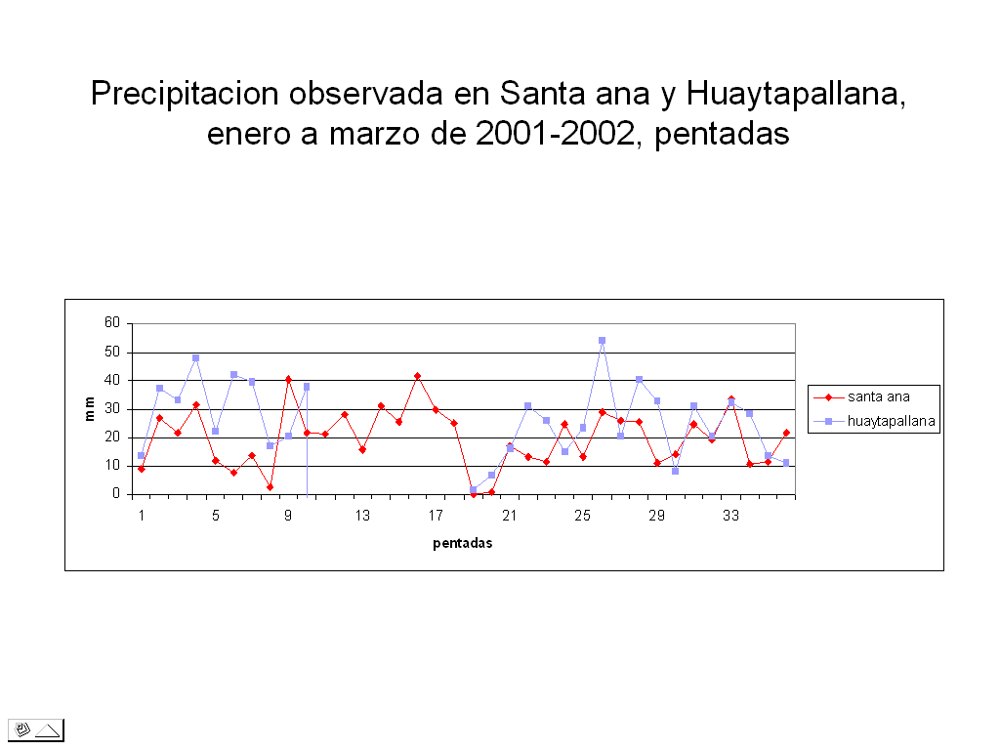 Precipitacion observada en Santa ana y Huaytapallana,
enero a marzo de 2001-2002, pentadas
60
50
40
30
20
10
0
mm
1 5 9 13 17 21 25 29 33
pentadas
santa ana
huaytapallana